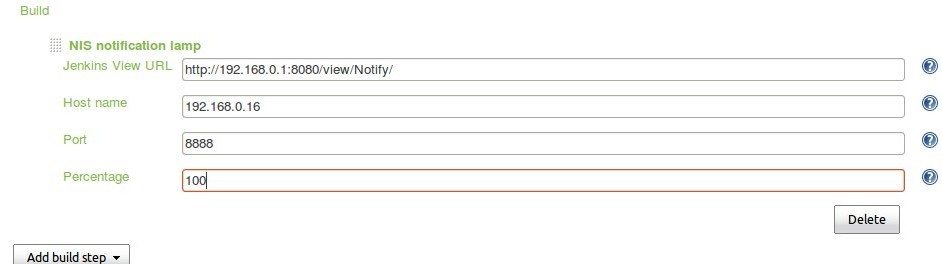 Build
NIS notification lamp
Jenkins View URL http://192.168.0.1:8080/view/Notify/
Host name 192.168.0.16
Port 8888
Percentage 100
Delete
Add build step